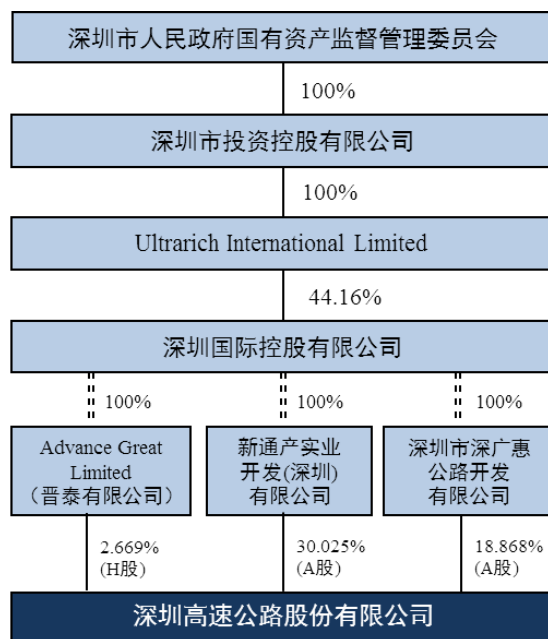 深圳市人民政府国有资产监督管理委员会
100%
深圳市投资控股有限公司
100%
Ultrarich International Limited
44.16%
深圳国际控股有限公司
100%
100%
100%
Advance Great
Limited
（晋泰有限公司）
新通产实业
开发(深圳)
有限公司
深圳市深广惠
公路开发
有限公司
2.669%
(H股)
30.025%
(A股)
18.868%
(A股)
深圳高速公路股份有限公司